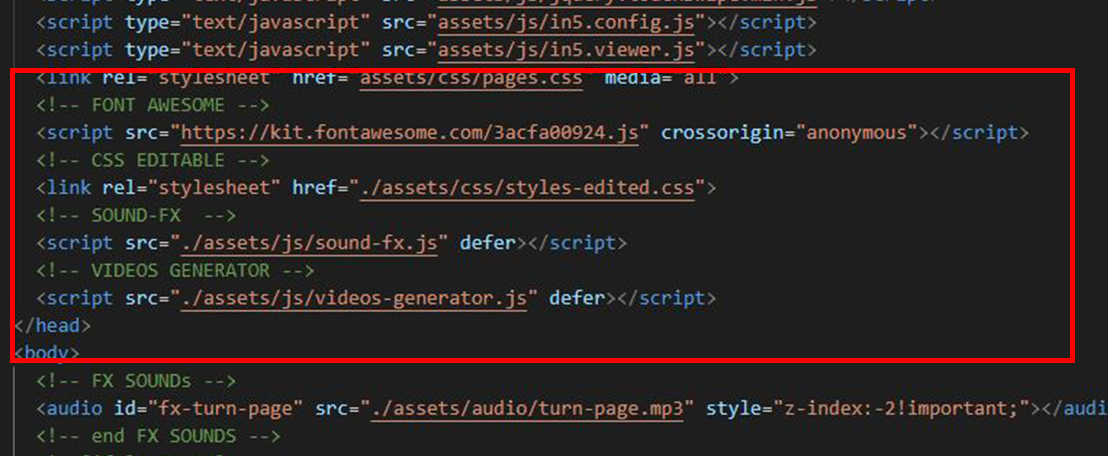 <script type="text/javascript" src="assets/js/in5.config.js"></script>
<script type="text/javascript" src="assets/js/in5.viewer.js"></script>
<link rel="stylesheet" href="assets/css/pages.css" media="all">
<!-- FONT AWESOME -->
<script src="https://kit.fontawesome.com/3acfa00924.js" crossorigin="anonymous"></script>
<!-- CSS EDITABLE -->
<link rel="stylesheet" href="./assets/css/styles-edited.css">
<!-- SOUND-FX  -->
<script src="./assets/js/sound-fx.js" defer></script>
<!-- VIDEOS GENERATOR -->
<script src="./assets/js/videos-generator.js" defer></script>
</head>
<body>
<!-- FX SOUNDs -->
<audio id="fx-turn-page" src="./assets/audio/turn-page.mp3" style="z-index:-2!important;"></audi
<!-- end FX SOUNDS -->